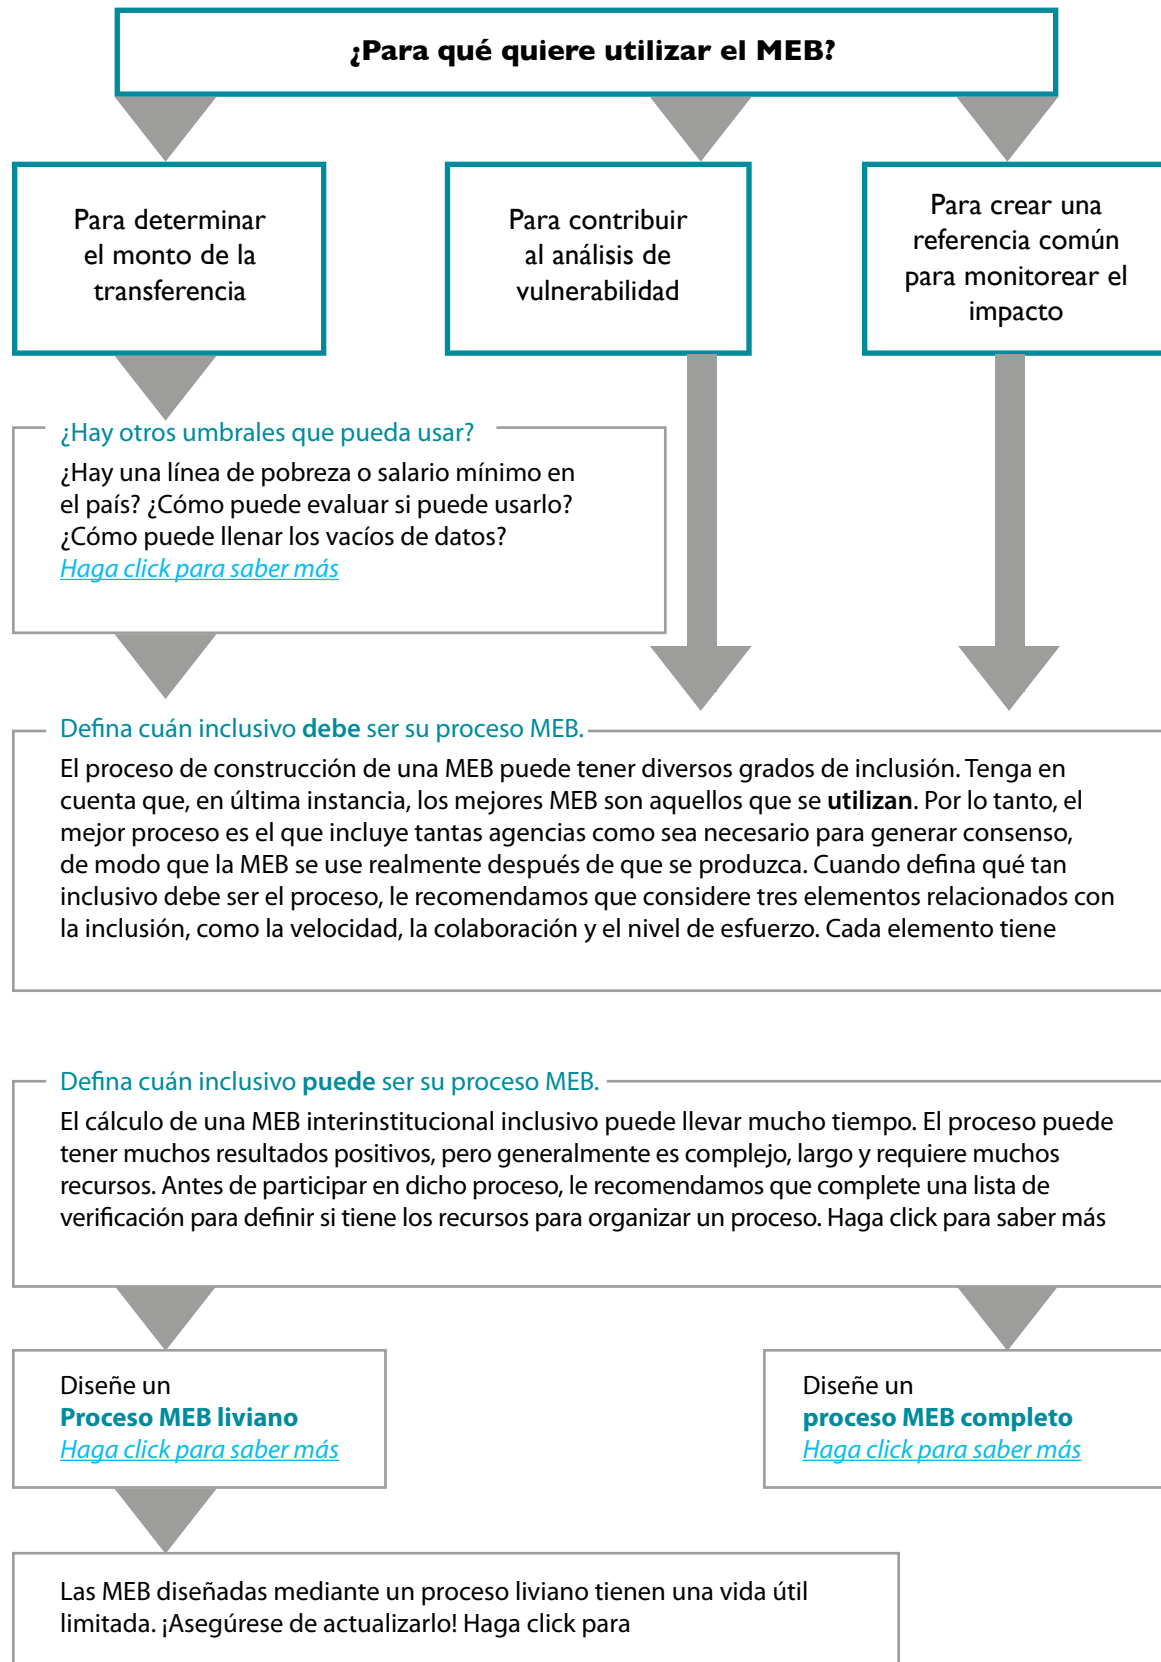 ¿Para qué quiere utilizar el MEB?
Para determinar
el monto de la
transferencia
Para contribuir
al análisis de
vulnerabilidad
Para crear una
referencia común
para monitorear el
impacto
¿Hay otros umbrales que pueda usar?
¿Hay una línea de pobreza o salario mínimo en
el país? ¿Cómo puede evaluar si puede usarlo?
¿Cómo puede llenar los vacíos de datos?
Haga click para saber más
Defina cuán inclusivo debe ser su proceso MEB.
El proceso de construcción de una MEB puede tener diversos grados de inclusión. Tenga en
cuenta que, en última instancia, los mejores MEB son aquellos que se utilizan. Por lo tanto, el
mejor proceso es el que incluye tantas agencias como sea necesario para generar consenso,
de modo que la MEB se use realmente después de que se produzca. Cuando defina qué tan
inclusivo debe ser el proceso, le recomendamos que considere tres elementos relacionados con
la inclusión, como la velocidad, la colaboración y el nivel de esfuerzo. Cada elemento tiene
Defina cuán inclusivo puede ser su proceso MEB.
El cálculo de una MEB interinstitucional inclusivo puede llevar mucho tiempo. El proceso puede
tener muchos resultados positivos, pero generalmente es complejo, largo y requiere muchos
recursos. Antes de participar en dicho proceso, le recomendamos que complete una lista de
verificación para definir si tiene los recursos para organizar un proceso. Haga click para saber más
Diseñe un
Proceso MEB liviano
Haga click para saber más
Diseñe un
proceso MEB completo
Haga click para saber más
Las MEB diseñadas mediante un proceso liviano tienen una vida útil
limitada. ¡Asegúrese de actualizarlo! Haga click para